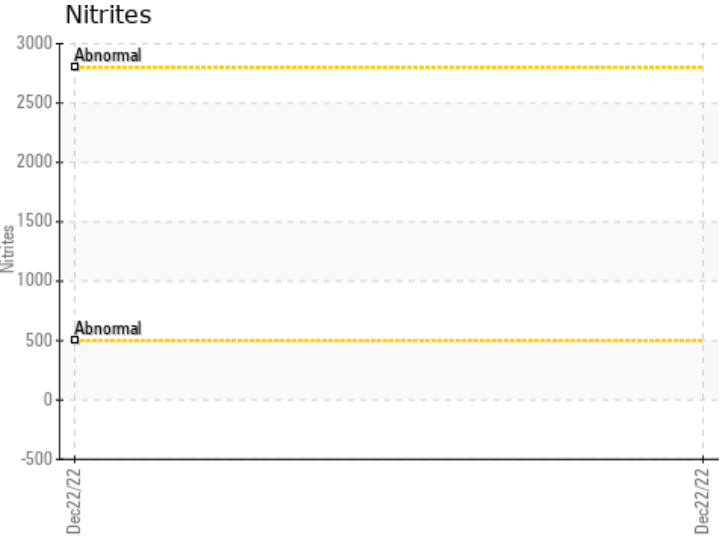 Nitrites
3000
Abnormal
2500
2000
1500
Nitrites
1000
Abnormal
500
0
-500
Dec22/22
Dec22/22